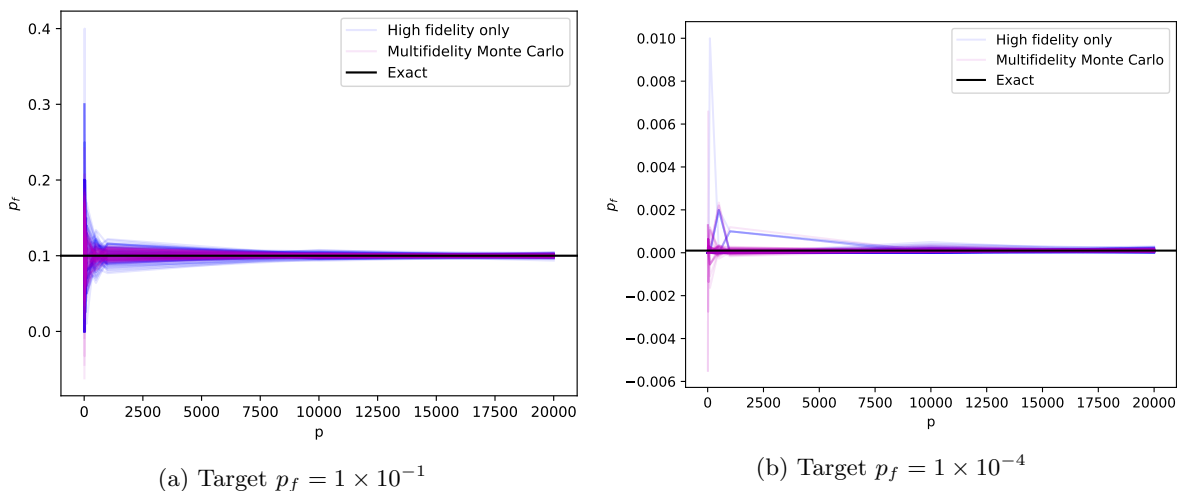 High fidelity only
Multifidelity Monte Carlo
Exact
0.4
0.3
0.2
0.1
0.0
p_f
0 2500 5000 7500 10000 12500 15000 17500 20000
p
(a) Target p_f = 1 × 10^{-1}
High fidelity only
Multifidelity Monte Carlo
Exact
0.010
0.008
0.006
0.004
0.002
0.000
−0.002
−0.004
−0.006
p_f
0 2500 5000 7500 10000 12500 15000 17500 20000
p
(b) Target p_f = 1 × 10^{-4}